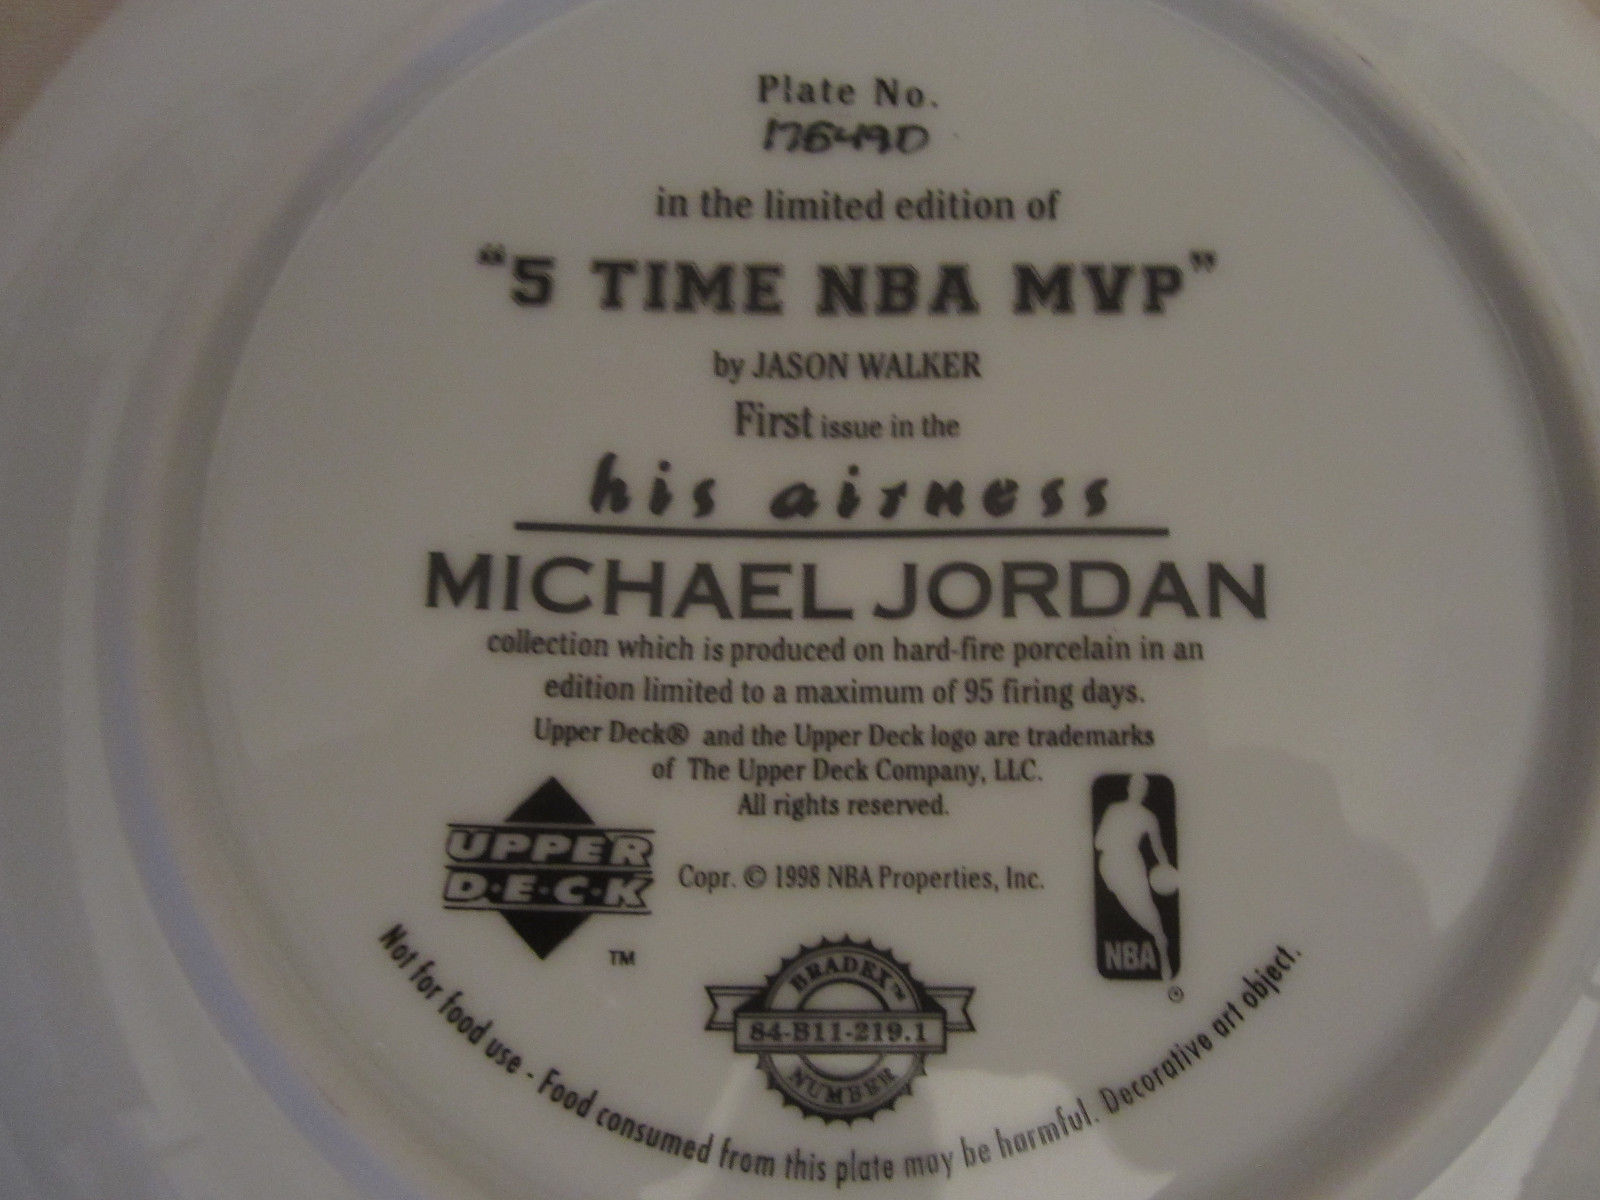 Plate No.
17649D
in the limited edition of
"5 TIME NBA MVP"
by JASON WALKER
First issue in the
his airness
MICHAEL JORDAN
collection which is produced on hard-fire porcelain in an
edition limited to a maximum of 95 firing days.
Upper Deck® and the Upper Deck logo are trademarks
of The Upper Deck Company, LLC.
All rights reserved.
UPPER
D·E·C·K
TM
Copr. © 1998 NBA Properties, Inc.
NBA
®
BRADEX™
84-B11-219.1
NUMBER
Not for food use - Food consumed from this plate may be harmful. Decorative art object.